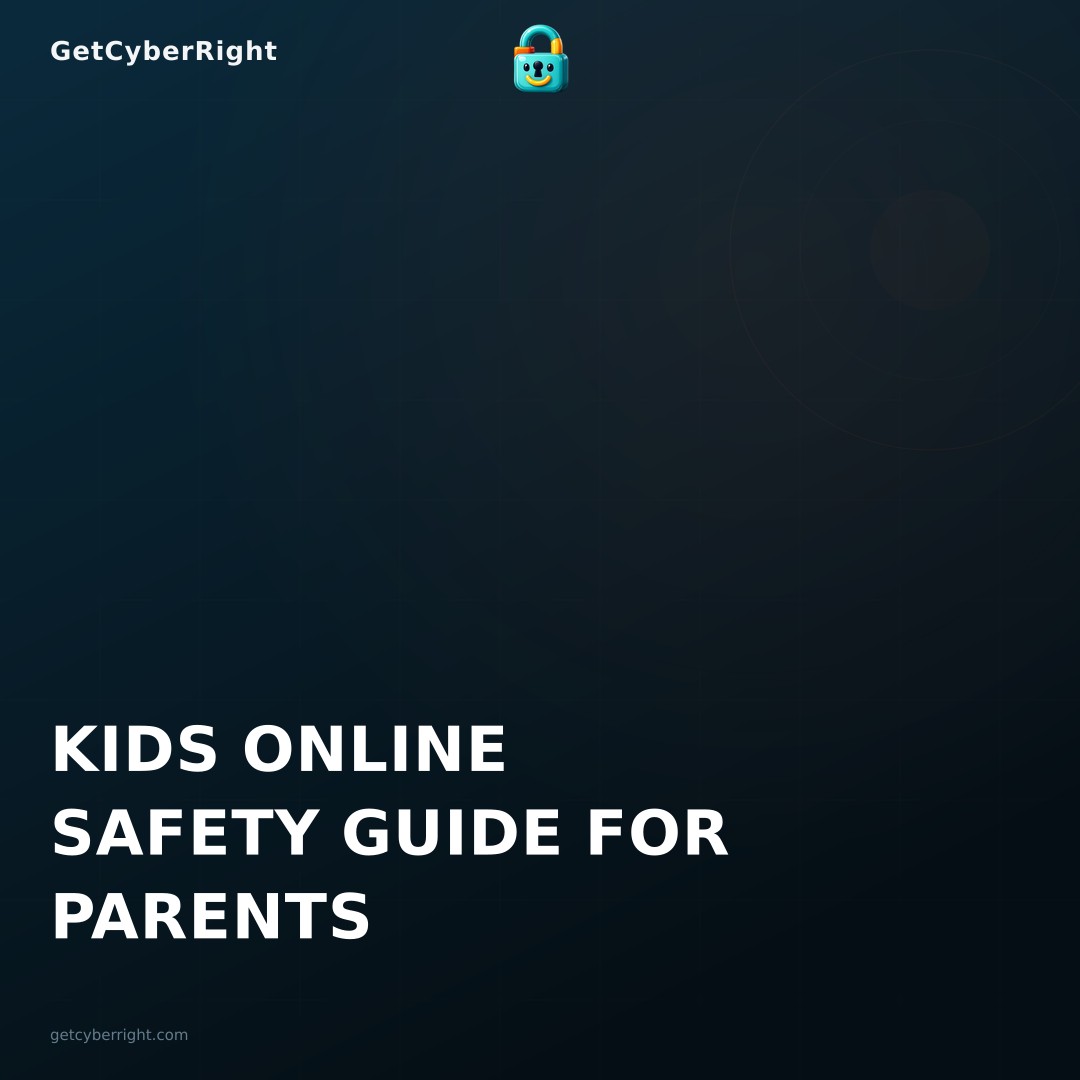 GetCyberRight
KIDS ONLINE
SAFETY GUIDE FOR
PARENTS
getcyberright.com